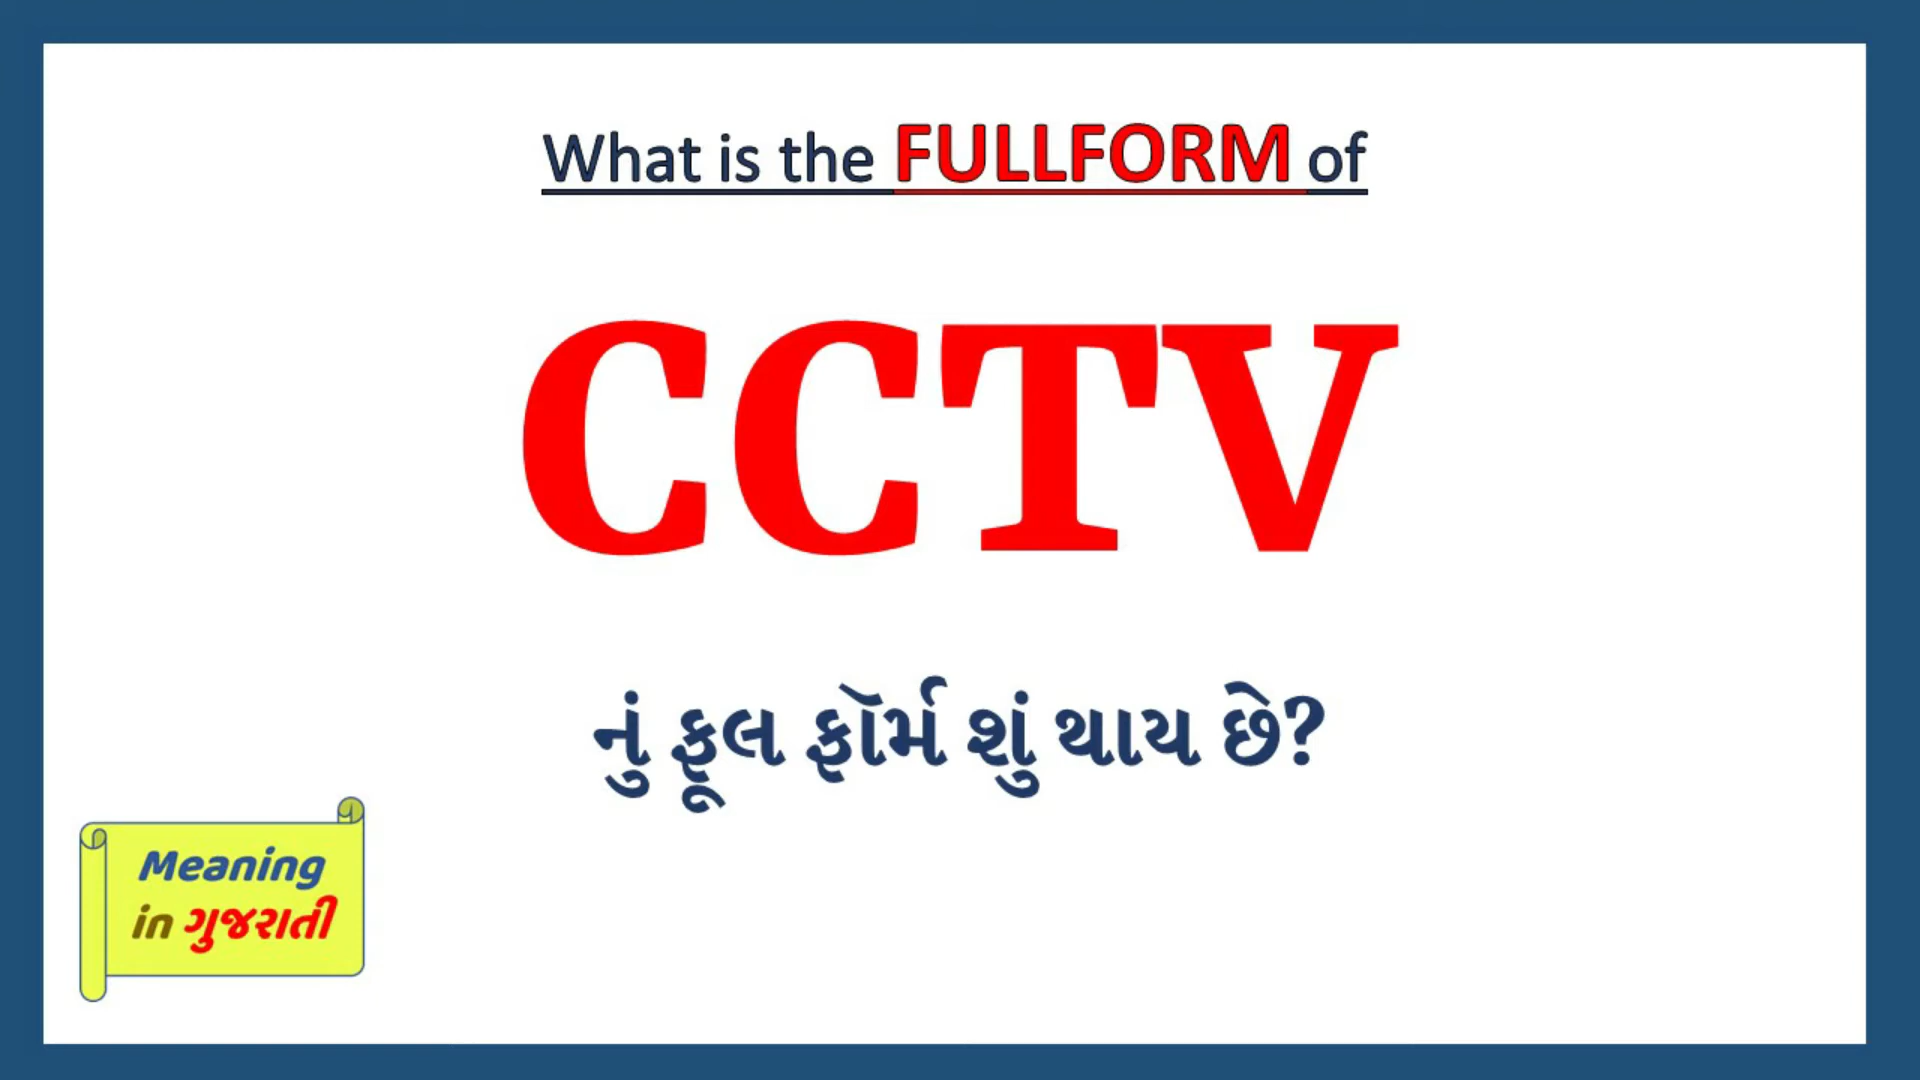 What is the FULLFORM of
CCTV
નું ફૂલ ફૉર્મ શું થાય છે?
Meaning
in ગુજરાતી